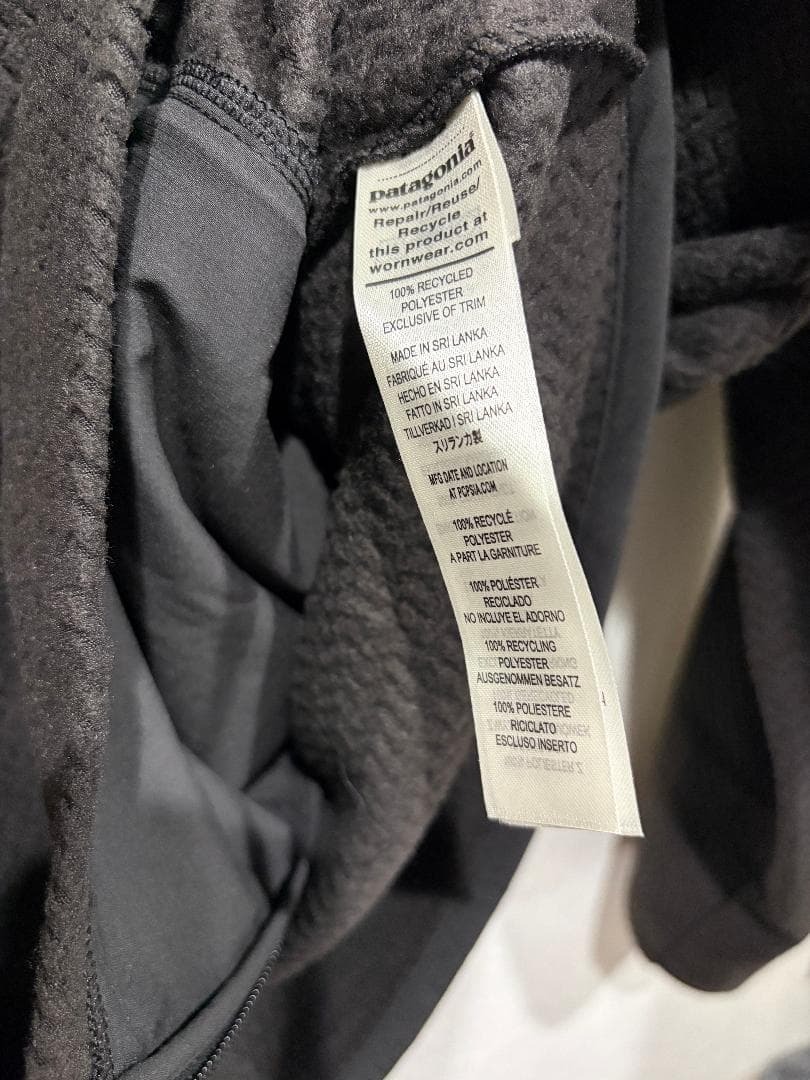 patagonia
www.patagonia.com
Repair/Reuse/
Recycle
this product at
wornwear.com
100% RECYCLED
POLYESTER
EXCLUSIVE OF TRIM
MADE IN SRI LANKA
FABRIQUÉ AU SRI LANKA
HECHO EN SRI LANKA
FATTO IN SRI LANKA
TILLVERKAD I SRI LANKA
スリランカ製
MFG DATE AND LOCATION
AT PCPSIA.COM
100% RECYCLÉ
POLYESTER
A PART LA GARNITURE
100% POLIÉSTER
RECICLADO
NO INCLUYE EL ADORNO
100% RECYCLING
POLYESTER
AUSGENOMMEN BESATZ
100% POLIESTERE
RICICLATO
ESCLUSO INSERTO